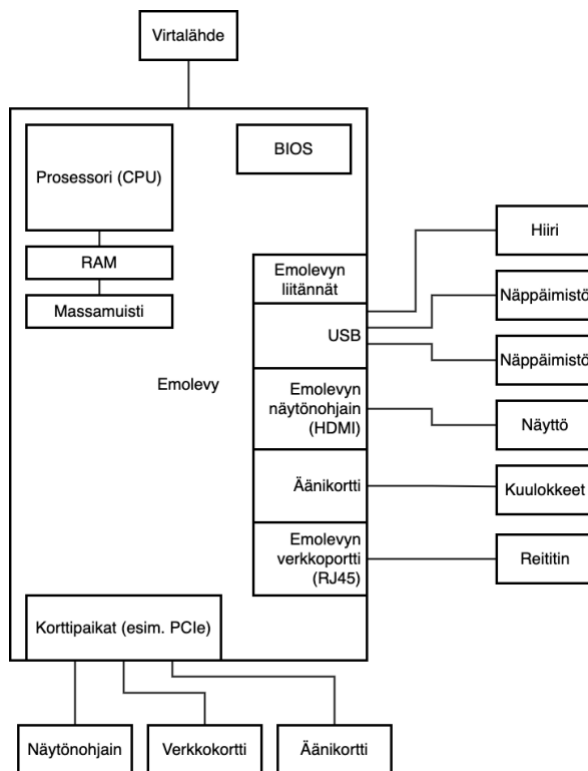 Virtalähde
Prosessori (CPU)
BIOS
RAM
Massamuisti
Emolevy
Emolevyn
liitännät
USB
Emolevyn
näytönohjain
(HDMI)
Äänikortti
Emolevyn
verkkoportti
(RJ45)
Hiiri
Näppäimistö
Näppäimistö
Näyttö
Kuulokkeet
Reititin
Korttipaikat (esim. PCIe)
Näytönohjain
Verkkokortti
Äänikortti